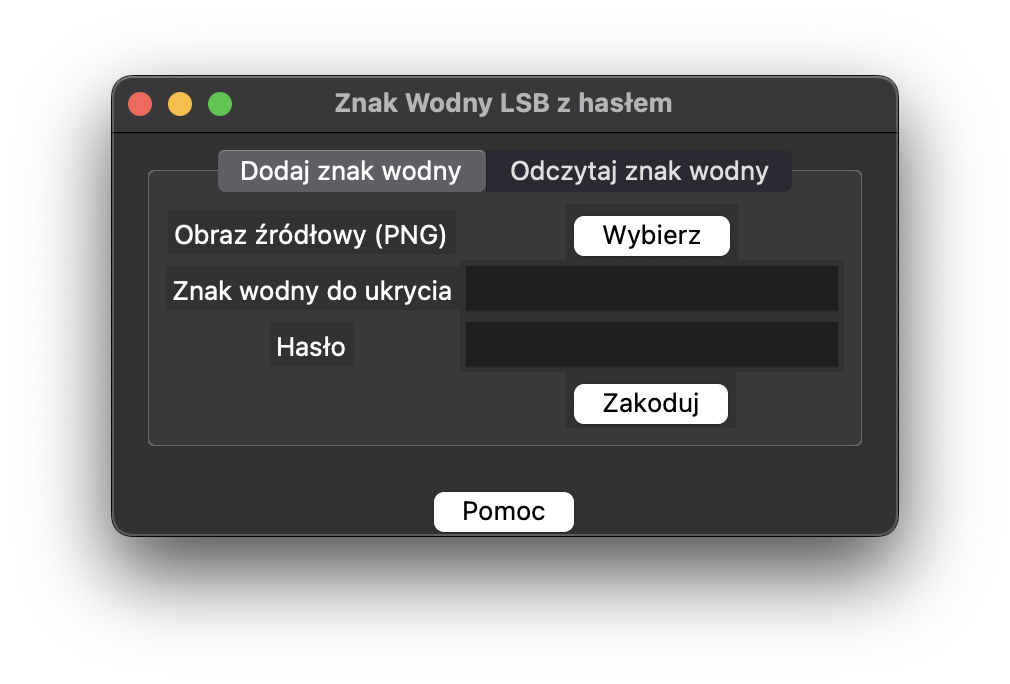 Znak Wodny LSB z hasłem
Dodaj znak wodny Odczytaj znak wodny
Obraz źródłowy (PNG) Wybierz
Znak wodny do ukrycia
Hasło
Zakoduj
Pomoc